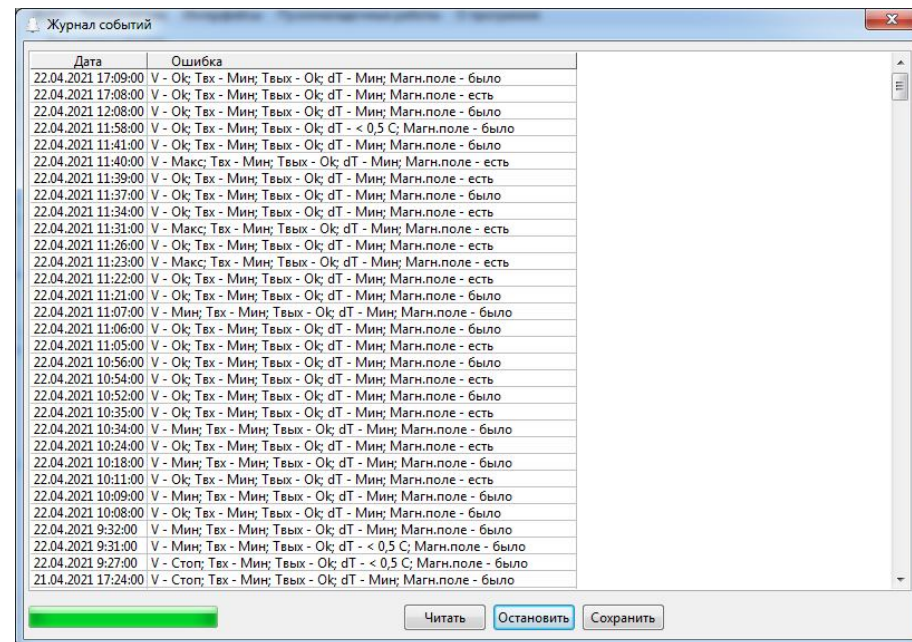 Журнал событий
Дата Ошибка
22.04.2021 17:09:00 V - Ok; Твх - Мин; Твых - Ok; dT - Мин; Магн.поле - было
22.04.2021 17:08:00 V - Ok; Твх - Мин; Твых - Ok; dT - Мин; Магн.поле - есть
22.04.2021 12:08:00 V - Ok; Твх - Мин; Твых - Ok; dT - Мин; Магн.поле - было
22.04.2021 11:58:00 V - Ok; Твх - Мин; Твых - Ok; dT - < 0,5 C; Магн.поле - было
22.04.2021 11:41:00 V - Ok; Твх - Мин; Твых - Ok; dT - Мин; Магн.поле - было
22.04.2021 11:40:00 V - Макс; Твх - Мин; Твых - Ok; dT - Мин; Магн.поле - есть
22.04.2021 11:39:00 V - Ok; Твх - Мин; Твых - Ok; dT - Мин; Магн.поле - есть
22.04.2021 11:37:00 V - Ok; Твх - Мин; Твых - Ok; dT - Мин; Магн.поле - было
22.04.2021 11:34:00 V - Ok; Твх - Мин; Твых - Ok; dT - Мин; Магн.поле - есть
22.04.2021 11:31:00 V - Макс; Твх - Мин; Твых - Ok; dT - Мин; Магн.поле - есть
22.04.2021 11:26:00 V - Ok; Твх - Мин; Твых - Ok; dT - Мин; Магн.поле - есть
22.04.2021 11:23:00 V - Макс; Твх - Мин; Твых - Ok; dT - Мин; Магн.поле - есть
22.04.2021 11:22:00 V - Ok; Твх - Мин; Твых - Ok; dT - Мин; Магн.поле - есть
22.04.2021 11:21:00 V - Ok; Твх - Мин; Твых - Ok; dT - Мин; Магн.поле - было
22.04.2021 11:07:00 V - Мин; Твх - Мин; Твых - Ok; dT - Мин; Магн.поле - было
22.04.2021 11:06:00 V - Ok; Твх - Мин; Твых - Ok; dT - Мин; Магн.поле - было
22.04.2021 11:05:00 V - Ok; Твх - Мин; Твых - Ok; dT - Мин; Магн.поле - есть
22.04.2021 10:56:00 V - Ok; Твх - Мин; Твых - Ok; dT - Мин; Магн.поле - было
22.04.2021 10:54:00 V - Ok; Твх - Мин; Твых - Ok; dT - Мин; Магн.поле - есть
22.04.2021 10:52:00 V - Ok; Твх - Мин; Твых - Ok; dT - Мин; Магн.поле - было
22.04.2021 10:35:00 V - Ok; Твх - Мин; Твых - Ok; dT - Мин; Магн.поле - есть
22.04.2021 10:34:00 V - Мин; Твх - Мин; Твых - Ok; dT - Мин; Магн.поле - было
22.04.2021 10:24:00 V - Ok; Твх - Мин; Твых - Ok; dT - Мин; Магн.поле - есть
22.04.2021 10:18:00 V - Мин; Твх - Мин; Твых - Ok; dT - Мин; Магн.поле - было
22.04.2021 10:11:00 V - Ok; Твх - Мин; Твых - Ok; dT - Мин; Магн.поле - есть
22.04.2021 10:09:00 V - Мин; Твх - Мин; Твых - Ok; dT - Мин; Магн.поле - было
22.04.2021 10:08:00 V - Ok; Твх - Мин; Твых - Ok; dT - Мин; Магн.поле - было
22.04.2021 9:32:00 V - Мин; Твх - Мин; Твых - Ok; dT - Мин; Магн.поле - было
22.04.2021 9:31:00 V - Мин; Твх - Мин; Твых - Ok; dT - < 0,5 C; Магн.поле - было
22.04.2021 9:27:00 V - Стоп; Твх - Мин; Твых - Ok; dT - < 0,5 C; Магн.поле - было
21.04.2021 17:24:00 V - Стоп; Твх - Мин; Твых - Ok; dT - Мин; Магн.поле - было
Читать Остановить Сохранить